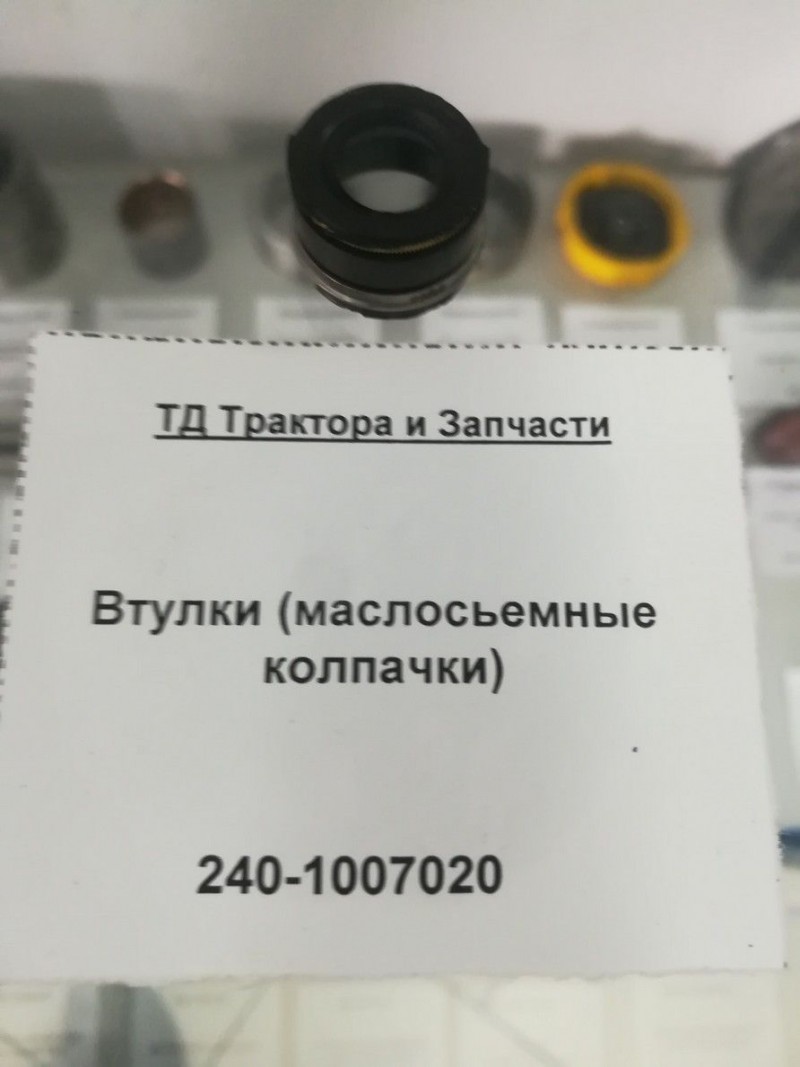 ТД Трактора и Запчасти
Втулки (маслосьемные
колпачки)
240-1007020